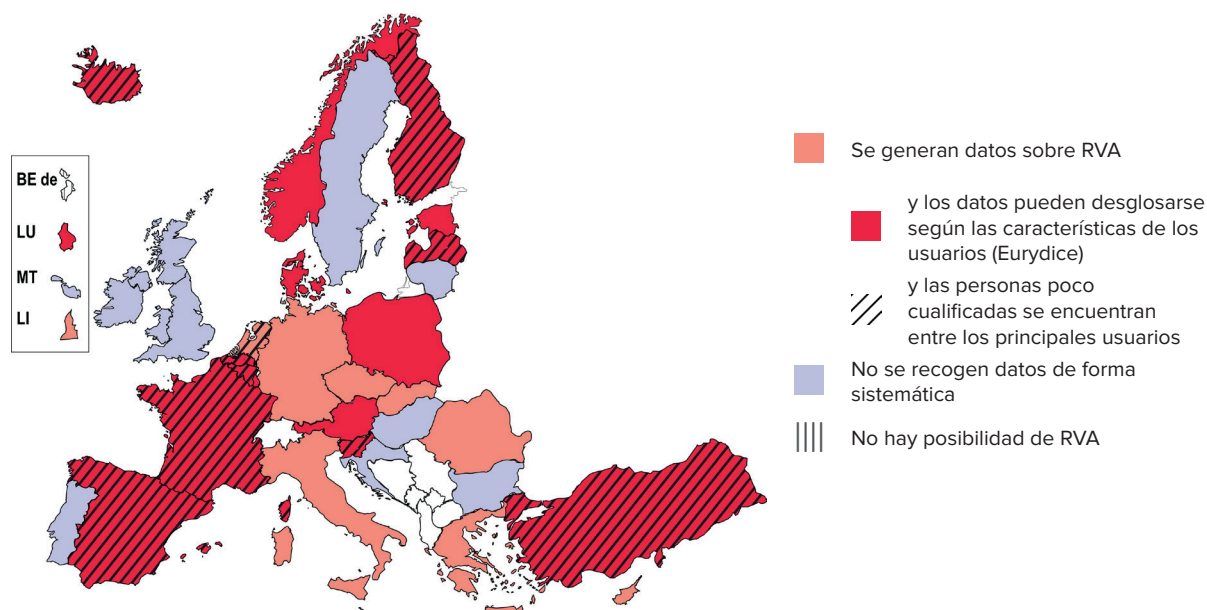 BE de
LU
MT
LI
Se generan datos sobre RVA
y los datos pueden desglosarse
según las características de los
usuarios (Eurydice)
y las personas poco
cualificadas se encuentran
entre los principales usuarios
No se recogen datos de forma
sistemática
No hay posibilidad de RVA